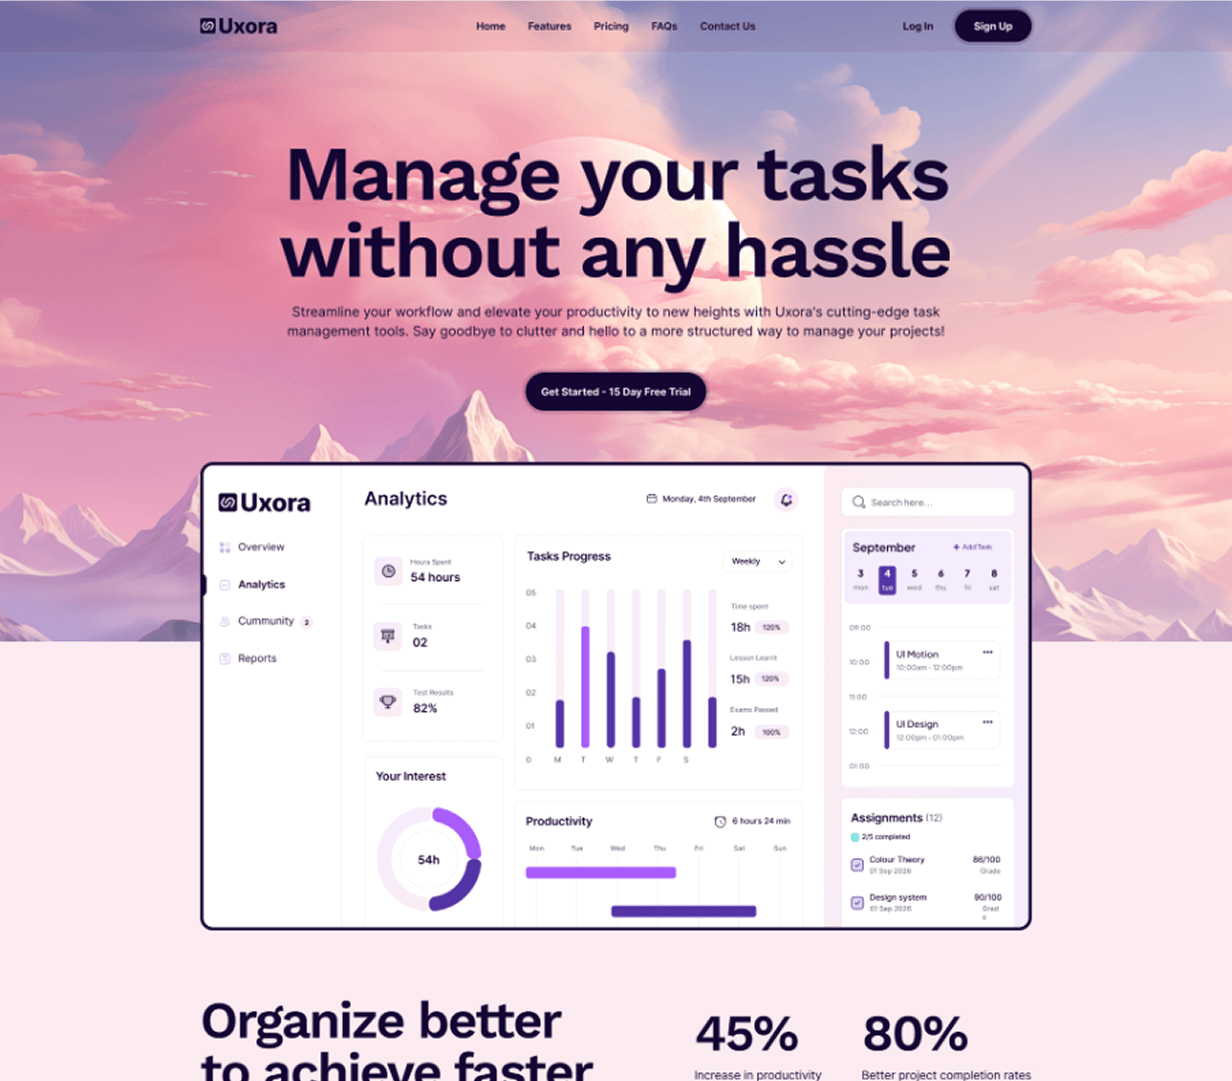 Uxora
Home Features Pricing FAQs Contact Us
Log In Sign Up
Manage your tasks
without any hassle
Streamline your workflow and elevate your productivity to new heights with Uxora's cutting-edge task
management tools. Say goodbye to clutter and hello to a more structured way to manage your projects!
Get Started - 15 Day Free Trial
Uxora
Overview
Analytics
Cummunity 2
Reports
Analytics
Monday, 4th September
Hours Spent
54 hours
Tasks
02
Test Results
82%
Your Interest
54h
Tasks Progress
Weekly
05
04
03
02
01
0
M T W T F S
Time spent
18h 120%
Lesson Learnt
15h 120%
Exams Passed
2h 100%
Productivity
6 hours 24 min
Mon Tue Wed Thu Fri Sat Sun
Search here...
September
+ Add Task
3 4 5 6 7 8
mon tue wed thu fri sat
09:00
10:00
11:00
12:00
01:00
UI Motion
10:00am - 12:00pm
UI Design
12:00pm - 01:00pm
Assignments (12)
2/5 completed
Colour Theory
01 Sep 2026
86/100
Grade
Design system
01 Sep 2026
90/100
Grad
e
Organize better
to achieve faster
45%
Increase in productivity
80%
Better project completion rates